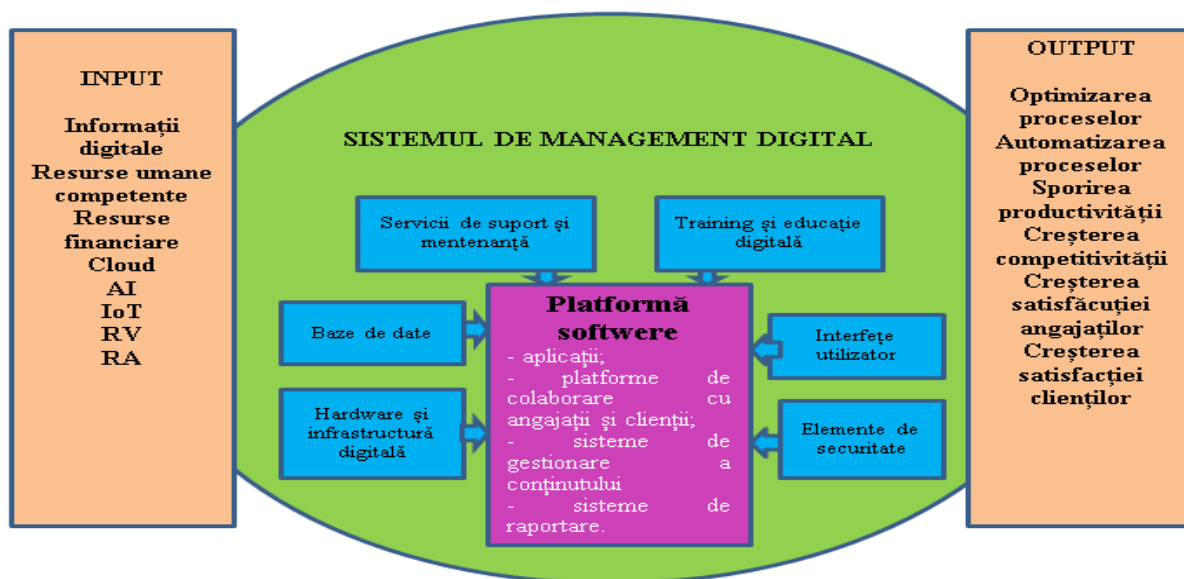 INPUT
Informații
digitale
Resurse umane
competente
Resurse
financiare
Cloud
AI
IoT
RV
RA
SISTEMUL DE MANAGEMENT DIGITAL
Servicii de suport și
mentenanță
Training și educație
digitală
Baze de date
Hardware și
infrastructură
digitală
Platformă
softwere
- aplicații;
- platforme de
colaborare cu
angajații și clienții;
- sisteme de
gestionare a
conținutului
- sisteme de
raportare.
Interfețe
utilizator
Elemente de
securitate
OUTPUT
Optimizarea
proceselor
Automatizarea
proceselor
Sporirea
productivității
Creșterea
competitivității
Creșterea
satisfăcuției
angajaților
Creșterea
satisfacției
clienților